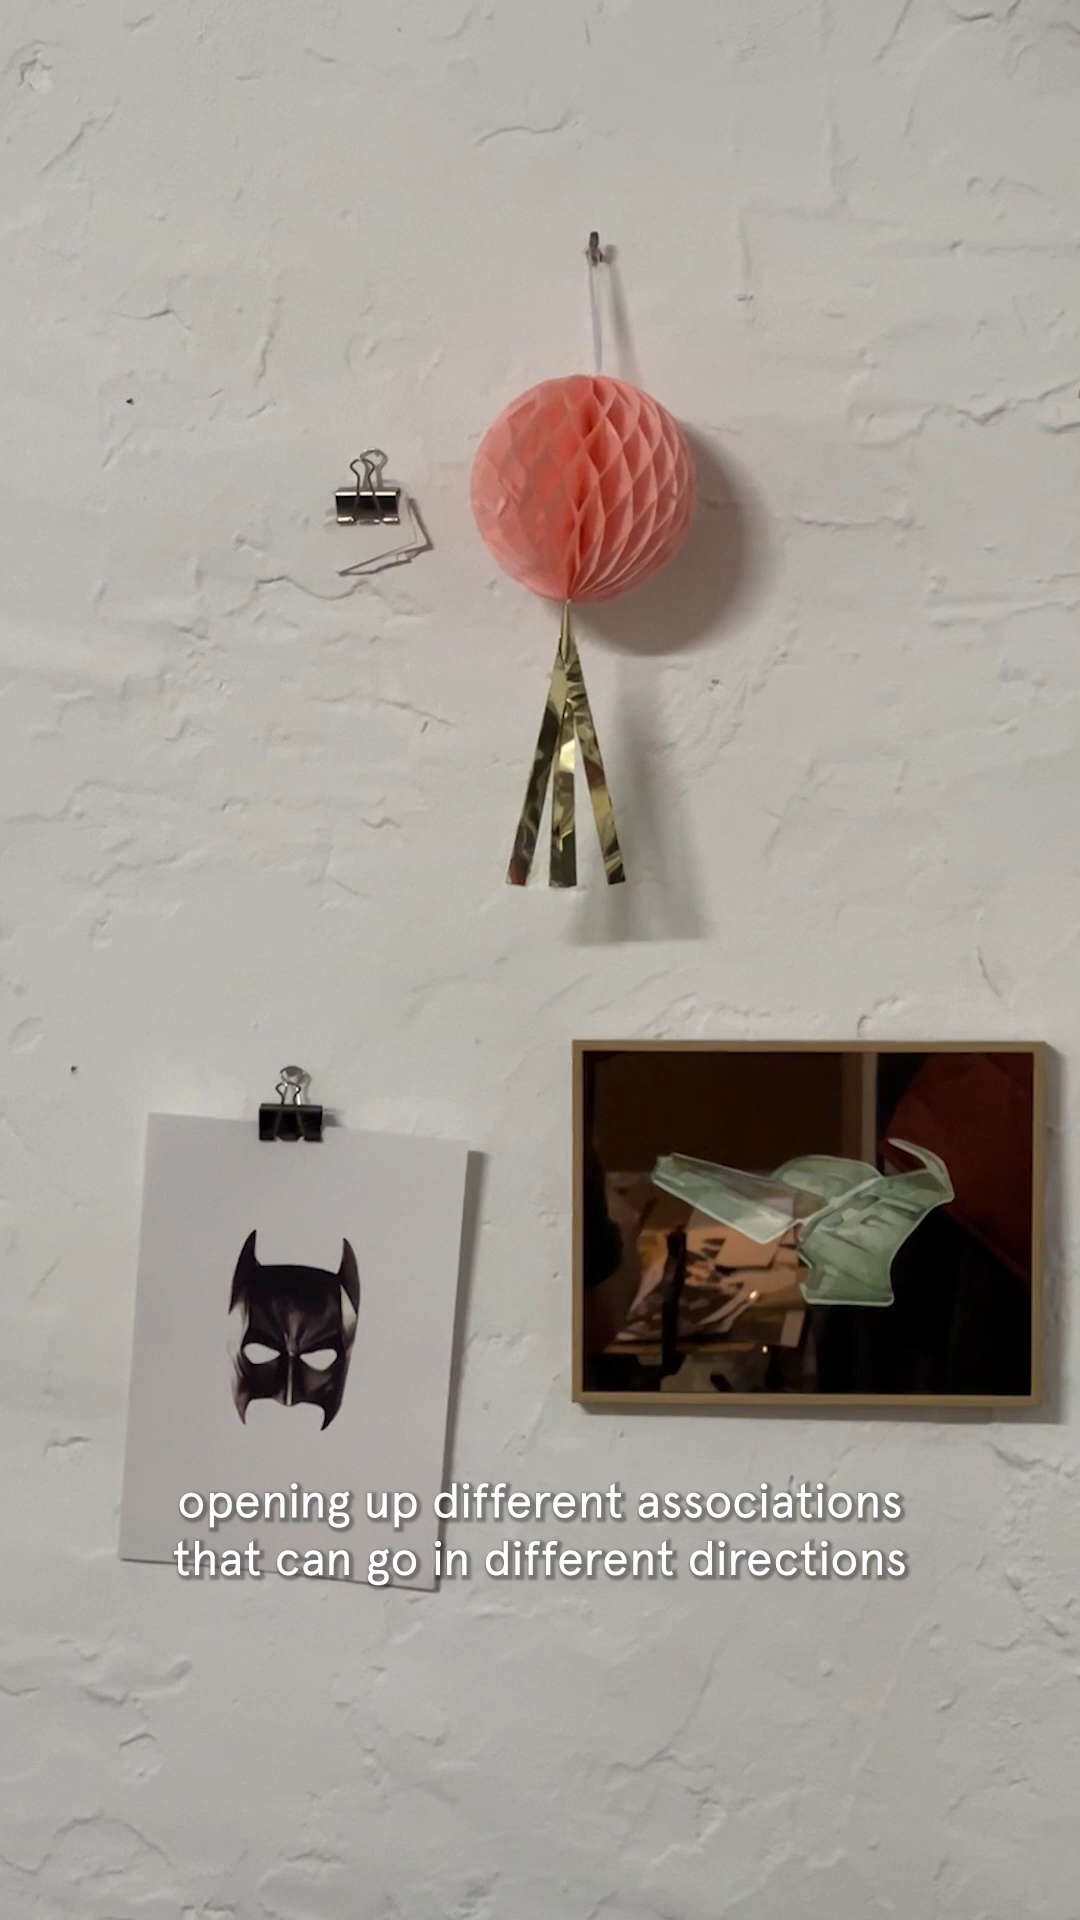 opening up different associations
that can go in different directions